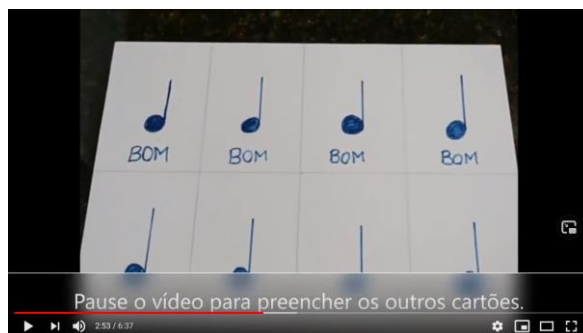 BOM BOM BOM BOM
Pause o vídeo para preencher os outros cartões.
2:53 / 6:37